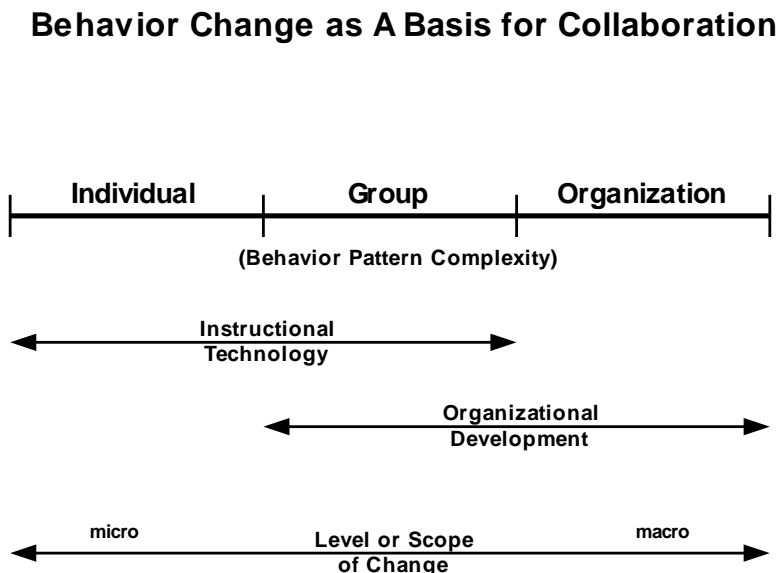 Behavior Change as A Basis for Collaboration
Individual Group Organization
(Behavior Pattern Complexity)
Instructional
Technology
Organizational
Development
micro macro
Level or Scope
of Change